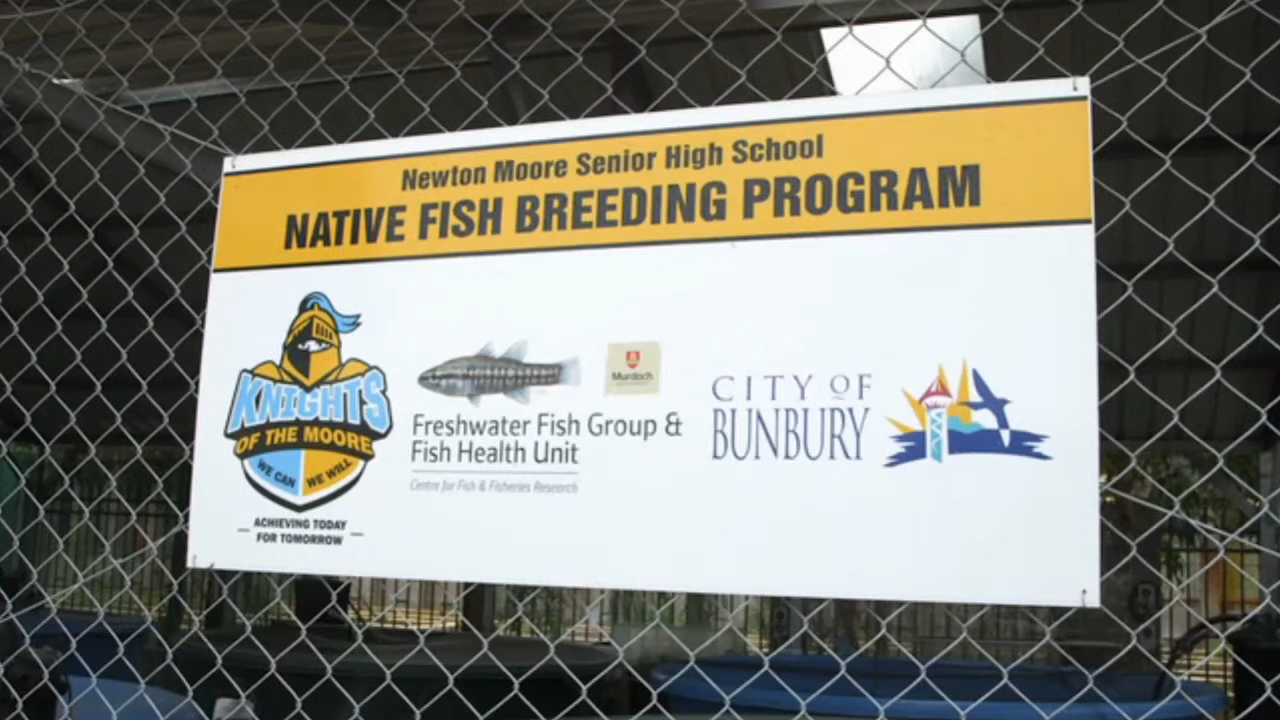 Newton Moore Senior High School
NATIVE FISH BREEDING PROGRAM
KNIGHTS
OF THE MOORE
WE CAN WE WILL
ACHIEVING TODAY
FOR TOMORROW
Murdoch
Freshwater Fish Group &
Fish Health Unit
Centre for Fish & Fisheries Research
CITY OF
BUNBURY